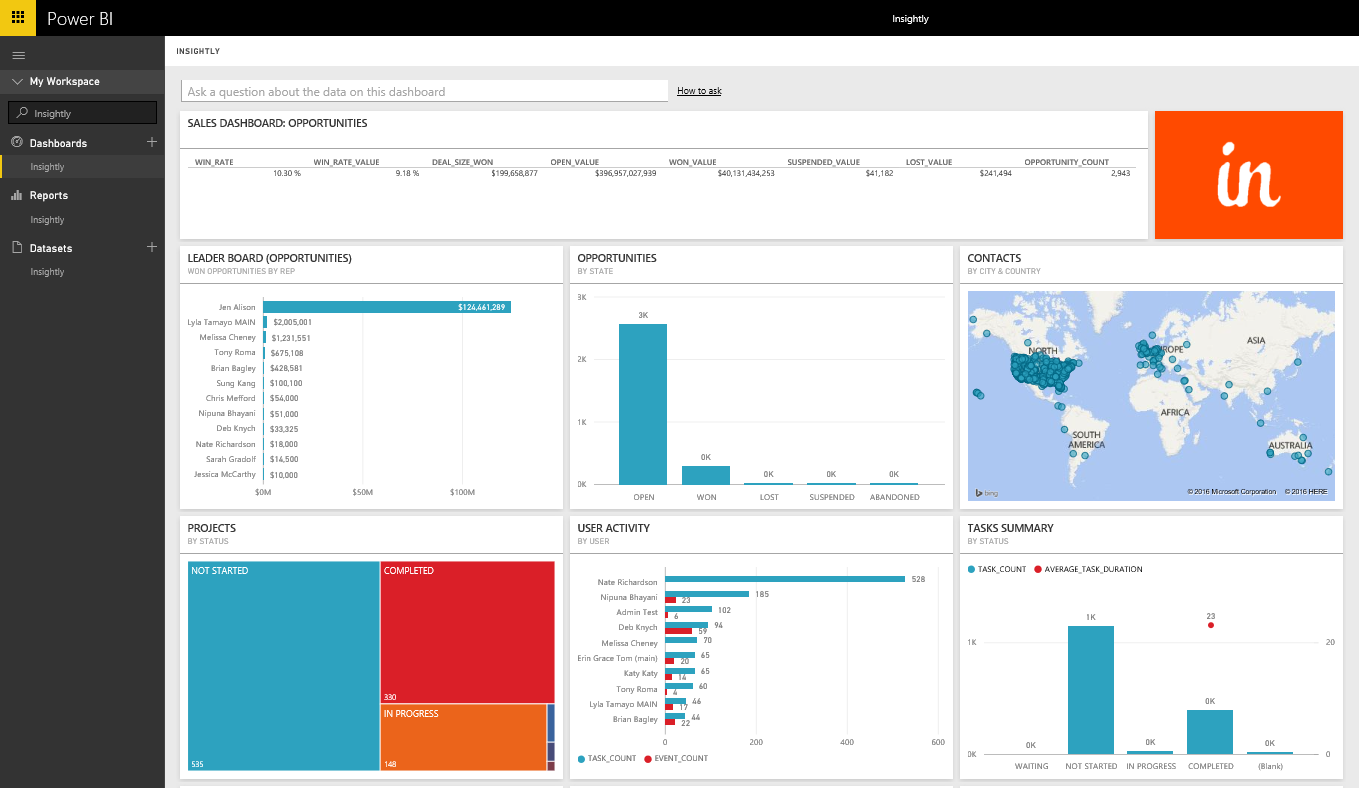 Power BI
Insightly
My Workspace
Insightly
Dashboards
Insightly
Reports
Insightly
Datasets
Insightly
INSIGHTLY
Ask a question about the data on this dashboard
How to ask
SALES DASHBOARD: OPPORTUNITIES
WIN_RATE WIN_RATE_VALUE DEAL_SIZE_WON OPEN_VALUE WON_VALUE SUSPENDED_VALUE LOST_VALUE OPPORTUNITY_COUNT
10.30 % 9.18 % $199,658,877 $396,957,027,939 $40,131,434,253 $41,182 $241,494 2,943
in
LEADER BOARD (OPPORTUNITIES)
WON OPPORTUNITIES BY REP
Jen Alison $124,461,289
Lyla Tamayo MAIN $2,005,001
Melissa Cheney $1,231,551
Tony Roma $675,108
Brian Bagley $428,581
Sung Kang $100,100
Chris Mefford $54,000
Nipuna Bhayani $51,000
Deb Knych $33,325
Nate Richardson $18,000
Sarah Gradolf $14,500
Jessica McCarthy $10,000
$0M $50M $100M
OPPORTUNITIES
BY STATE
3K
2K
1K
0K
3K
0K
0K
0K
0K
OPEN WON LOST SUSPENDED ABANDONED
CONTACTS
BY CITY & COUNTRY
NORTH
ROPE
ASIA
AFRICA
SOUTH
AMERICA
AUSTRALIA
bing
© 2016 Microsoft Corporation © 2016 HERE
PROJECTS
BY STATUS
NOT STARTED
535
COMPLETED
330
IN PROGRESS
148
USER ACTIVITY
BY USER
Nate Richardson 528
Nipuna Bhayani 185
23
Admin Test 102
6
Deb Knych 94
59
Melissa Cheney 70
Erin Grace Tom (main) 65
20
Katy Katy 65
14
Tony Roma 60
4
Lyla Tamayo MAIN 46
17
Brian Bagley 44
22
0 200 400 600
TASK_COUNT EVENT_COUNT
TASKS SUMMARY
BY STATUS
TASK_COUNT AVERAGE_TASK_DURATION
1K
0K
0K
1K
0K
0K
0K
23
20
0
WAITING NOT STARTED IN PROGRESS COMPLETED (Blank)